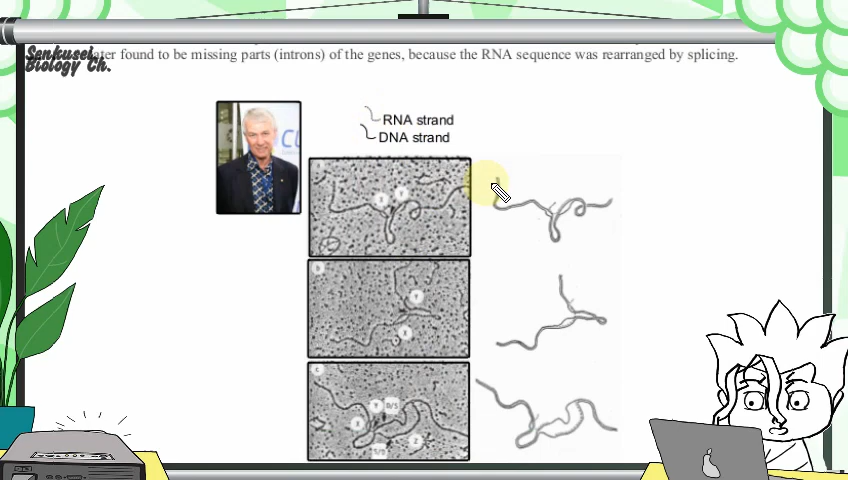 Senkusei
Biology Ch.
ater found to be missing parts (introns) of the genes, because the RNA sequence was rearranged by splicing.
RNA strand
DNA strand
a
X Y
b
Y
X
c
Y
X
Z